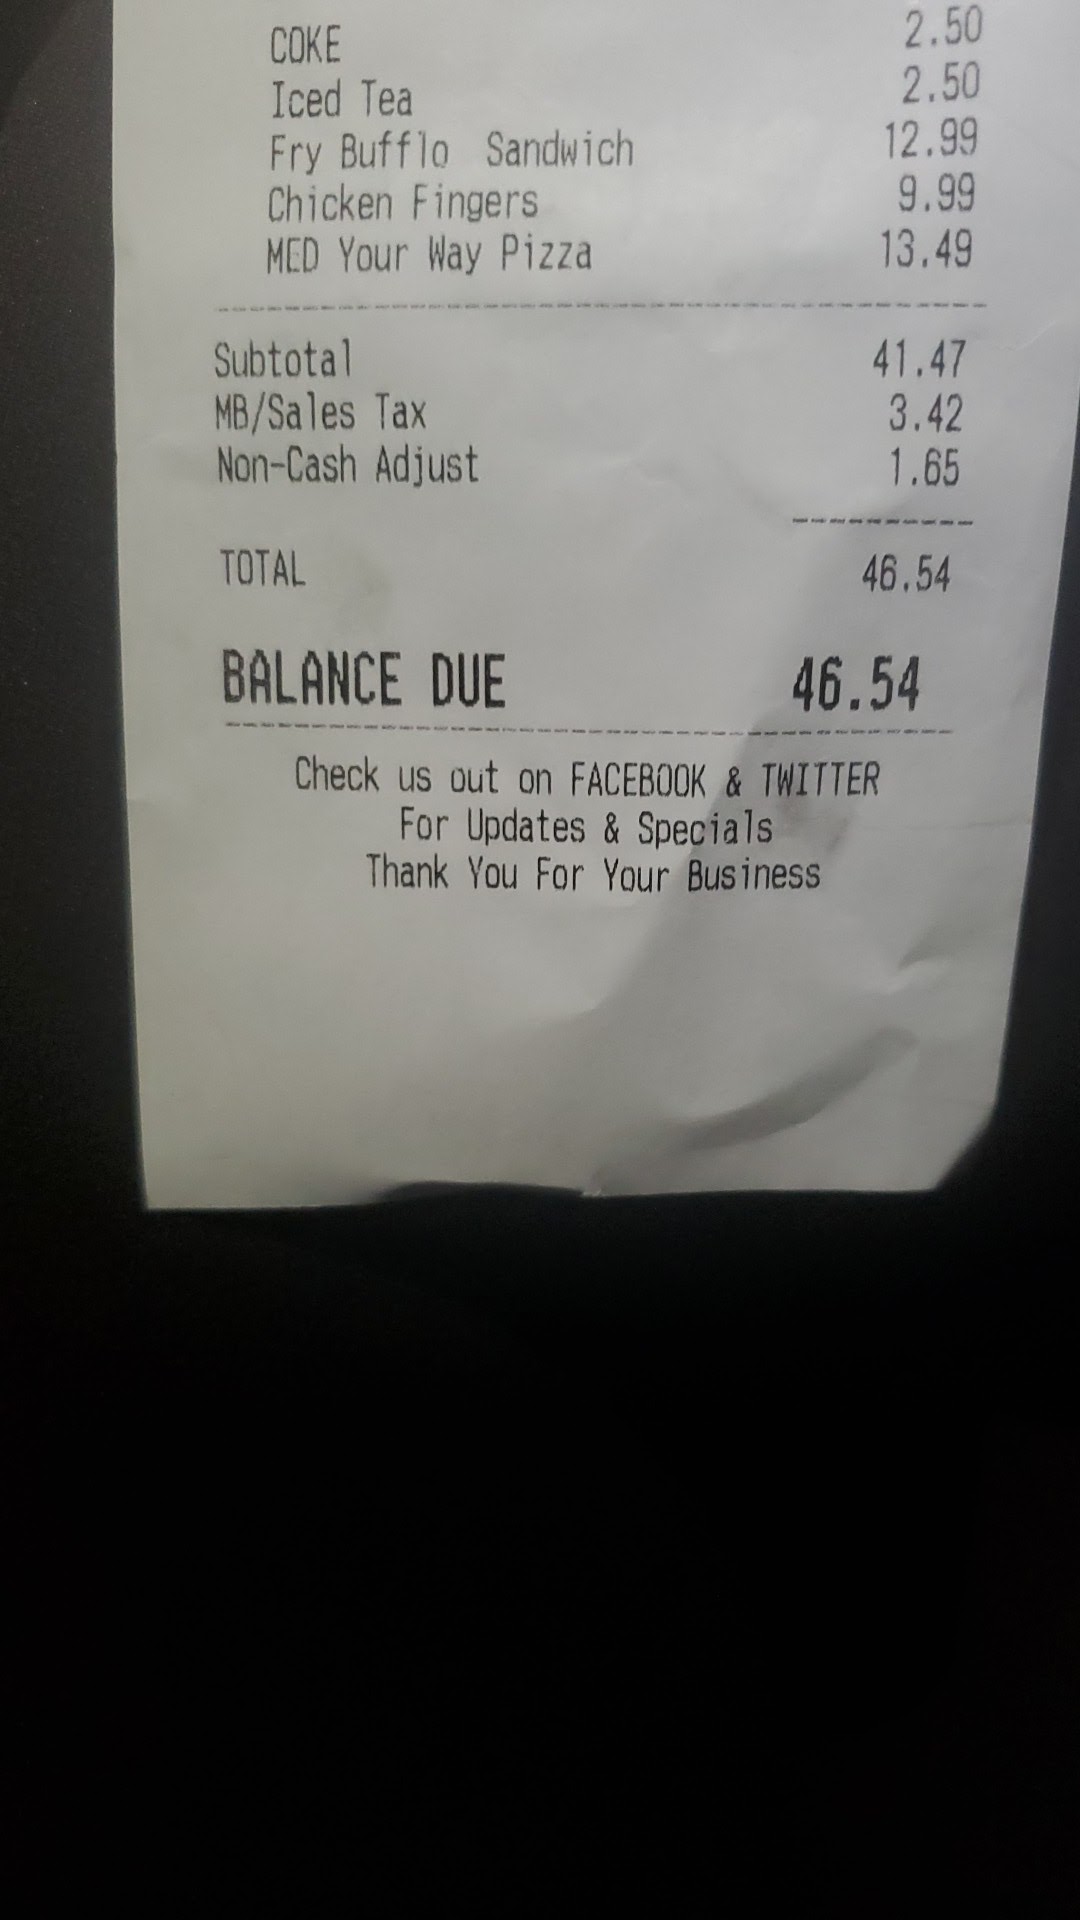 COKE 2.50
Iced Tea 2.50
Fry Bufflo Sandwich 12.99
Chicken Fingers 9.99
MED Your Way Pizza 13.49
Subtotal 41.47
MB/Sales Tax 3.42
Non-Cash Adjust 1.65
TOTAL 46.54
BALANCE DUE 46.54
Check us out on FACEBOOK & TWITTER
For Updates & Specials
Thank You For Your Business